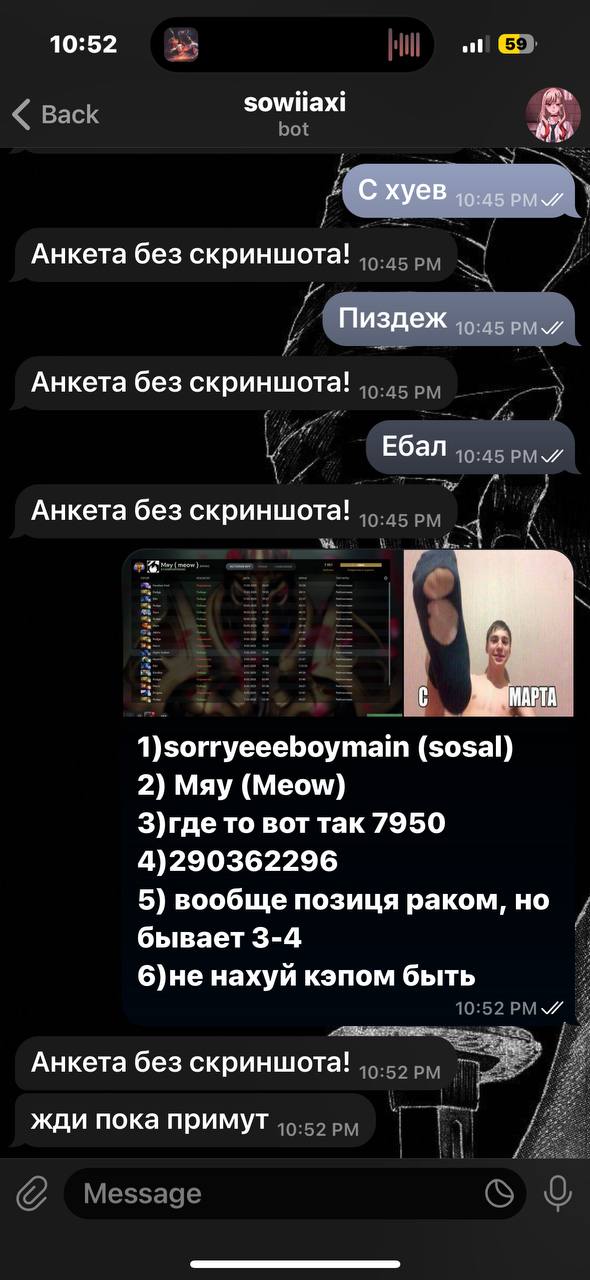 10:52
59
Back
sowiiaxi
bot
С хуев 10:45 PM
Анкета без скриншота! 10:45 PM
Пиздеж 10:45 PM
Анкета без скриншота! 10:45 PM
Ебал 10:45 PM
Анкета без скриншота! 10:45 PM
Мяу ( meow )
С МАРТА
1)sorryeeeboymain (sosal)
2) Мяу (Meow)
3)где то вот так 7950
4)290362296
5) вообще позиця раком, но
бывает 3-4
6)не нахуй кэпом быть
10:52 PM
Анкета без скриншота! 10:52 PM
жди пока примут 10:52 PM
Message